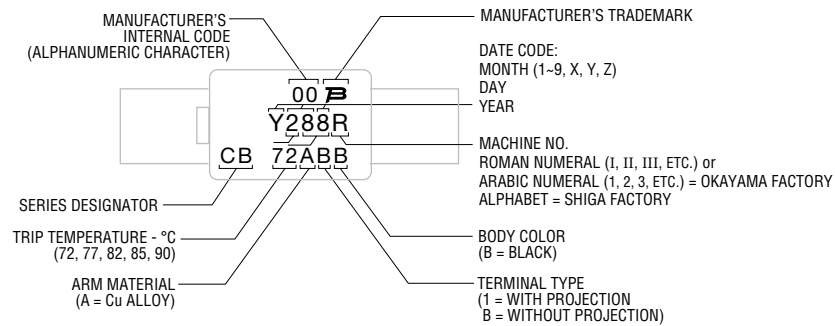 MANUFACTURER'S
INTERNAL CODE
(ALPHANUMERIC CHARACTER)
MANUFACTURER'S TRADEMARK
DATE CODE:
MONTH (1~9, X, Y, Z)
DAY
YEAR
00 B
Y288R
CB 72ABB
MACHINE NO.
ROMAN NUMERAL (I, II, III, ETC.) or
ARABIC NUMERAL (1, 2, 3, ETC.) = OKAYAMA FACTORY
ALPHABET = SHIGA FACTORY
SERIES DESIGNATOR
TRIP TEMPERATURE - °C
(72, 77, 82, 85, 90)
ARM MATERIAL
(A = Cu ALLOY)
BODY COLOR
(B = BLACK)
TERMINAL TYPE
(1 = WITH PROJECTION
B = WITHOUT PROJECTION)